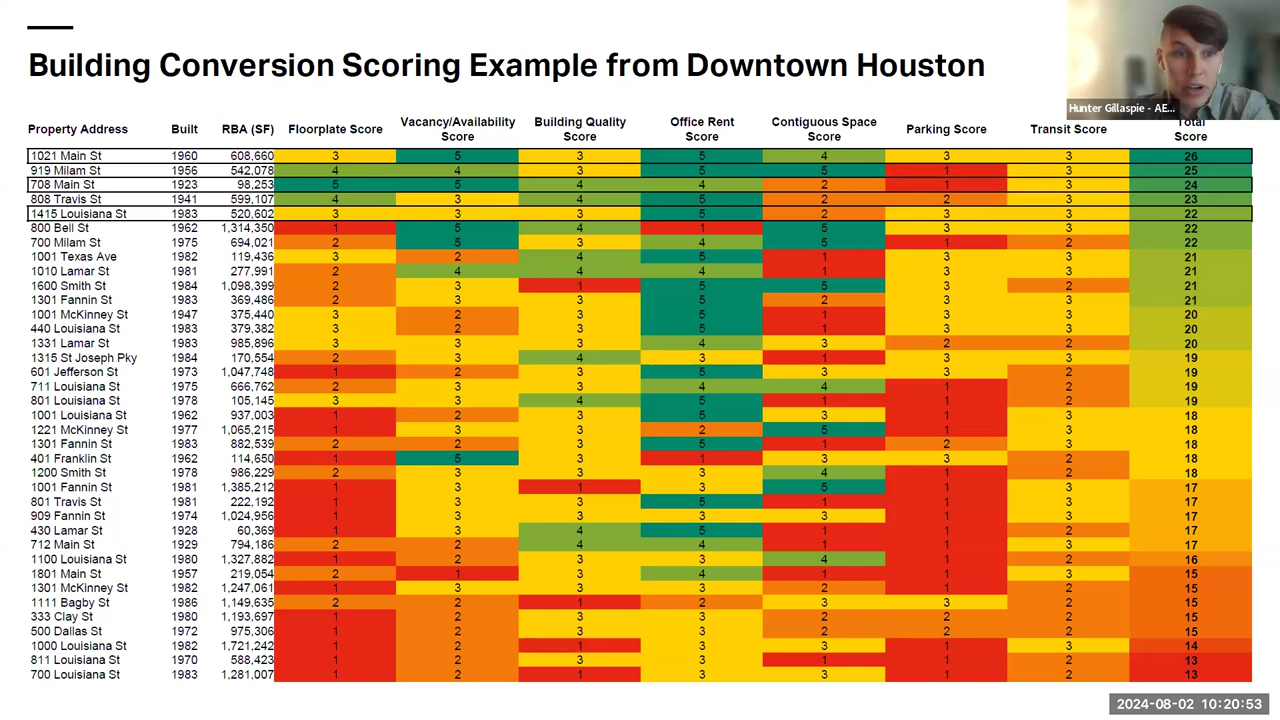 Building Conversion Scoring Example from Downtown Houston
Hunter Gillaspie - AE...
Property Address Built RBA (SF) Floorplate Score Vacancy/Availability Score Building Quality Score Office Rent Score Contiguous Space Score Parking Score Transit Score Total Score
1021 Main St 1960 608,660 3 5 3 5 4 3 3 26
919 Milam St 1956 542,078 4 4 3 5 5 1 3 25
708 Main St 1923 98,253 5 5 4 4 2 1 3 24
808 Travis St 1941 599,107 4 3 4 5 2 2 3 23
1415 Louisiana St 1983 520,602 3 3 3 5 2 3 3 22
800 Bell St 1962 1,314,350 1 5 4 1 5 3 3 22
700 Milam St 1975 694,021 2 5 3 4 5 1 2 22
1001 Texas Ave 1982 119,436 3 2 4 5 1 3 3 21
1010 Lamar St 1981 277,991 2 4 4 4 1 3 3 21
1600 Smith St 1984 1,098,399 2 3 1 5 5 3 2 21
1301 Fannin St 1983 369,486 2 3 3 5 2 3 3 21
1001 McKinney St 1947 375,440 3 2 3 5 1 3 3 20
440 Louisiana St 1983 379,382 3 2 3 5 1 3 3 20
1331 Lamar St 1983 985,896 3 3 3 4 3 2 2 20
1315 St Joseph Pky 1984 170,554 2 3 4 3 1 3 3 19
601 Jefferson St 1973 1,047,748 1 2 3 5 3 3 2 19
711 Louisiana St 1975 666,762 2 3 3 4 4 1 2 19
801 Louisiana St 1978 105,145 3 3 4 5 1 1 2 19
1001 Louisiana St 1962 937,003 1 2 3 5 3 1 3 18
1221 McKinney St 1977 1,065,215 1 3 3 2 5 1 3 18
1301 Fannin St 1983 882,539 2 2 3 5 1 2 3 18
401 Franklin St 1962 114,650 1 5 3 1 3 3 2 18
1200 Smith St 1978 986,229 2 3 3 3 4 1 2 18
1001 Fannin St 1981 1,385,212 1 3 1 3 5 1 3 17
801 Travis St 1981 222,192 1 3 3 5 1 1 3 17
909 Fannin St 1974 1,024,956 1 3 3 3 3 1 3 17
430 Lamar St 1928 60,369 1 3 4 5 1 1 2 17
712 Main St 1929 794,186 2 2 4 4 1 1 3 17
1100 Louisiana St 1980 1,327,882 1 2 3 3 4 1 2 16
1801 Main St 1957 219,054 2 1 3 4 1 1 3 15
1301 McKinney St 1982 1,247,061 1 3 3 3 2 1 2 15
1111 Bagby St 1986 1,149,635 2 2 1 2 3 3 2 15
333 Clay St 1980 1,193,697 1 2 3 3 2 2 2 15
500 Dallas St 1972 975,306 1 2 3 3 2 2 2 15
1000 Louisiana St 1982 1,721,242 1 2 1 3 3 1 3 14
811 Louisiana St 1970 588,423 1 2 3 3 1 1 2 13
700 Louisiana St 1983 1,281,007 1 2 1 3 3 1 2 13
2024-08-02 10:20:53